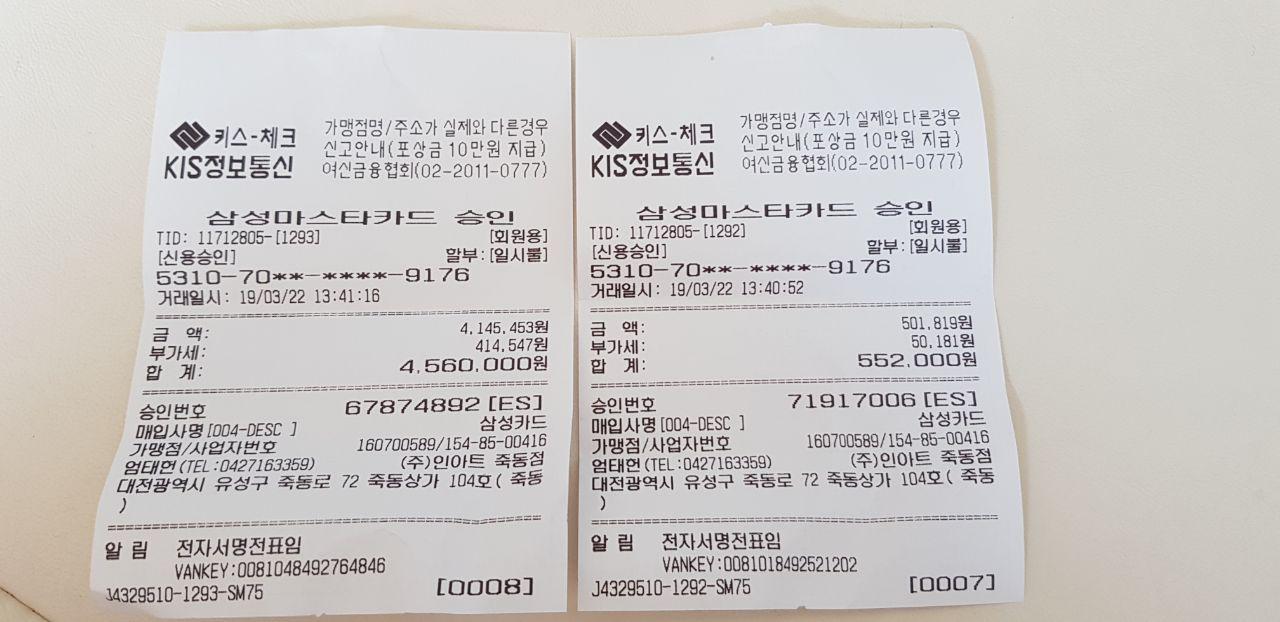 키스-체크
KIS정보통신
가맹점명/주소가 실제와 다른경우
신고안내(포상금 10만원 지급)
여신금융협회(02-2011-0777)
삼성마스타카드 승인
TID: 11712805-[1293] [회원용]
[신용승인] 할부:[일시불]
5310-70**-****-9176
거래일시: 19/03/22 13:41:16
금 액: 4,145,453원
부가세: 414,547원
합 계: 4,560,000원
승인번호 67874892[ES]
매입사명[004-DESC ] 삼성카드
가맹점/사업자번호 160700589/154-85-00416
엄태헌(TEL:0427163359) (주)인아트 죽동점
대전광역시 유성구 죽동로 72 죽동상가 104호( 죽동
)
알 림 전자서명전표임
VANKEY:0081048492764846
J4329510-1293-SM75 [0008]
키스-체크
KIS정보통신
가맹점명/주소가 실제와 다른경우
신고안내(포상금 10만원 지급)
여신금융협회(02-2011-0777)
삼성마스타카드 승인
TID: 11712805-[1292] [회원용]
[신용승인] 할부:[일시불]
5310-70**-****-9176
거래일시: 19/03/22 13:40:52
금 액: 501,819원
부가세: 50,181원
합 계: 552,000원
승인번호 71917006[ES]
매입사명[004-DESC ] 삼성카드
가맹점/사업자번호 160700589/154-85-00416
엄태헌(TEL:0427163359) (주)인아트 죽동점
대전광역시 유성구 죽동로 72 죽동상가 104호( 죽동
)
알 림 전자서명전표임
VANKEY:0081018492521202
J4329510-1292-SM75 [0007]